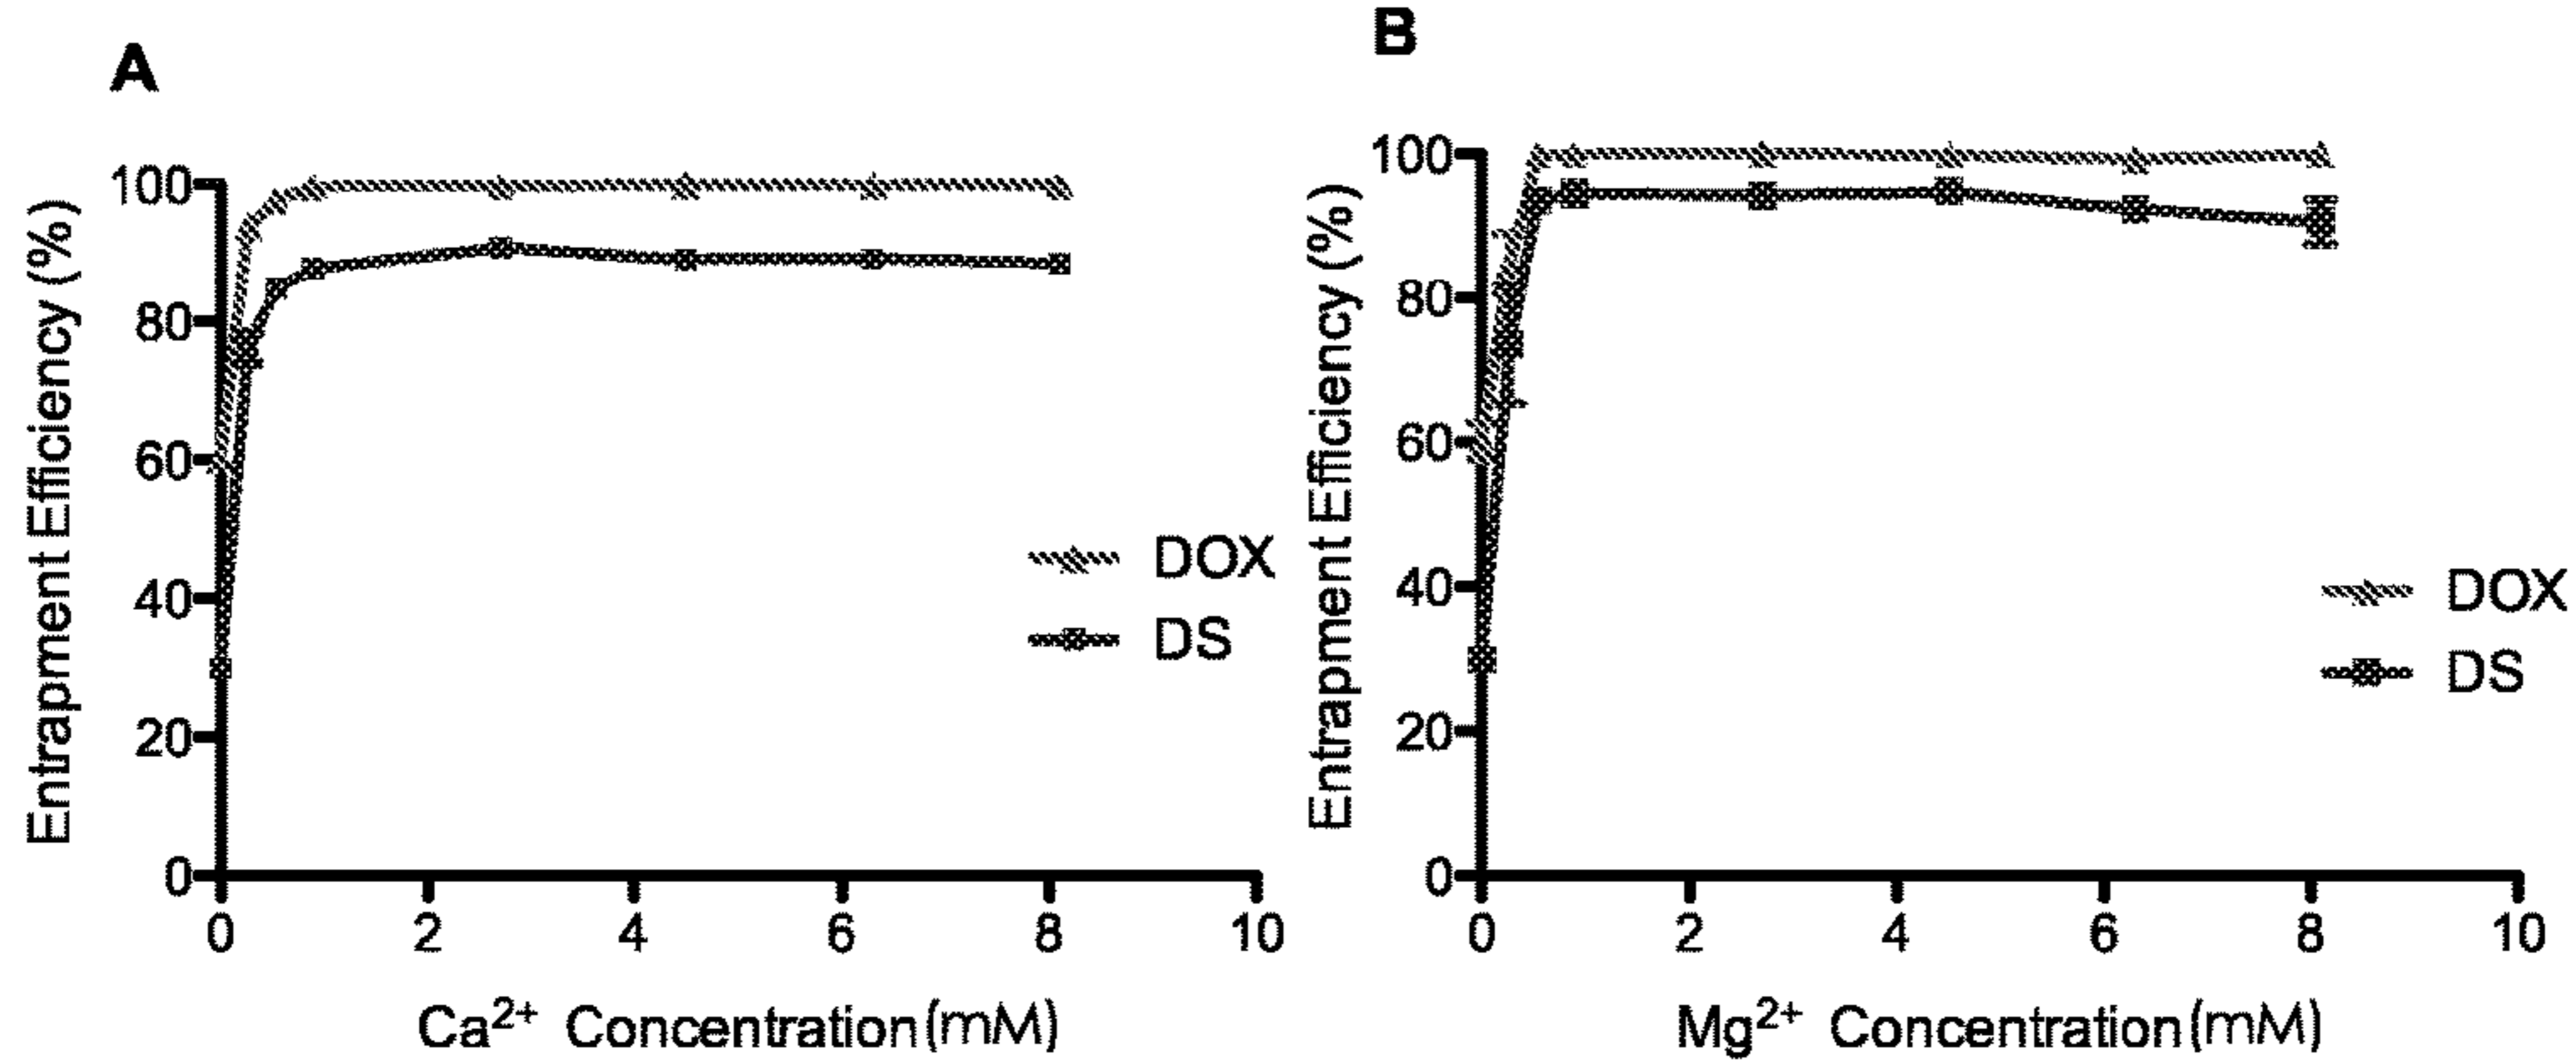 A
Entrapment Efficiency (%)
100
80
60
40
20
0
0 2 4 6 8 10
Ca²⁺ Concentration (mM)
DOX
DS
B
Entrapment Efficiency (%)
100
80
60
40
20
0
0 2 4 6 8 10
Mg²⁺ Concentration (mM)
DOX
DS